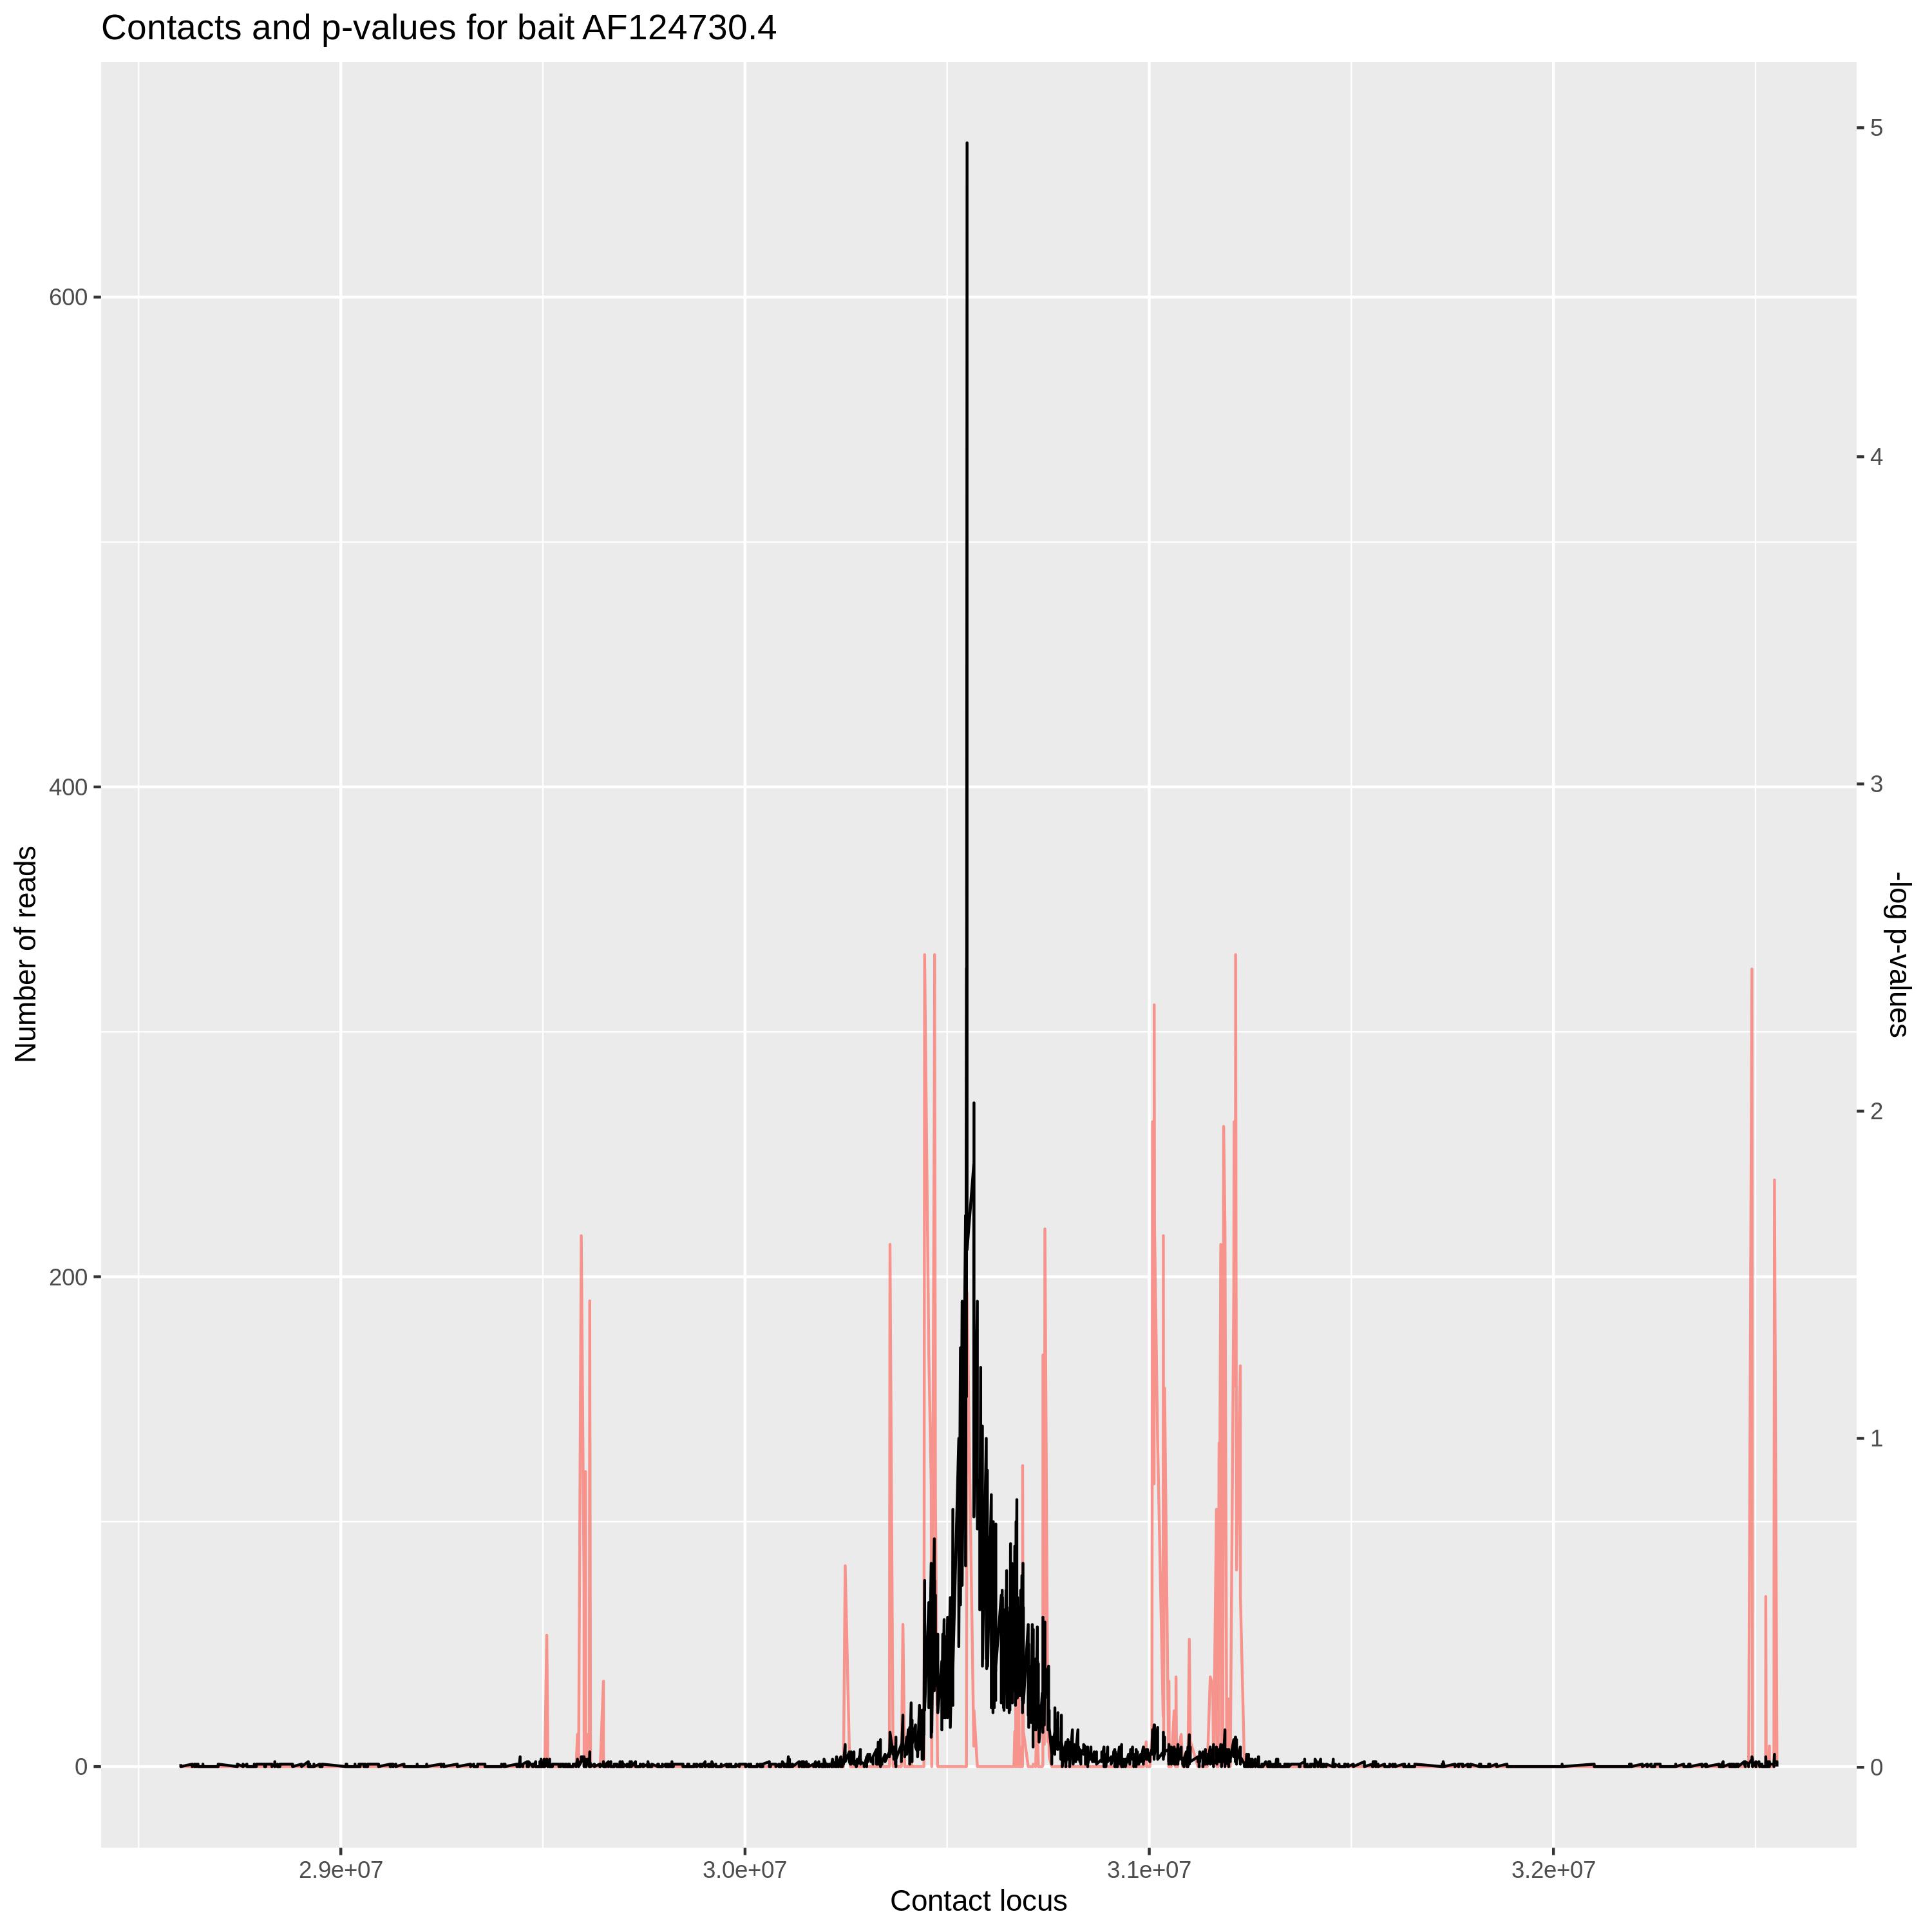 Contacts and p-values for bait AF124730.4
5
600
4
400
3
Number of reads
-log p-values
2
200
1
0
0
2.9e+07
3.0e+07
3.1e+07
3.2e+07
Contact locus